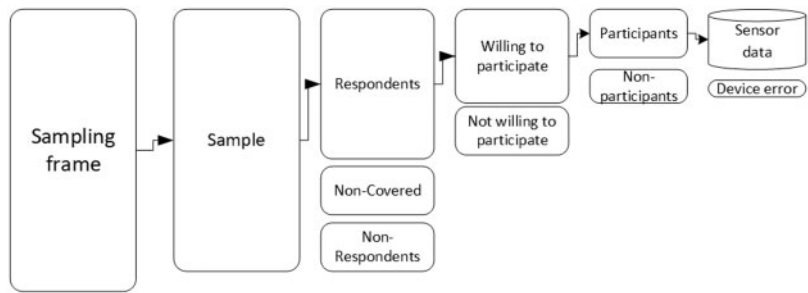 Sampling
frame
Sample
Respondents
Non-Covered
Non-
Respondents
Willing to
participate
Not willing to
participate
Participants
Non-
participants
Sensor
data
Device error